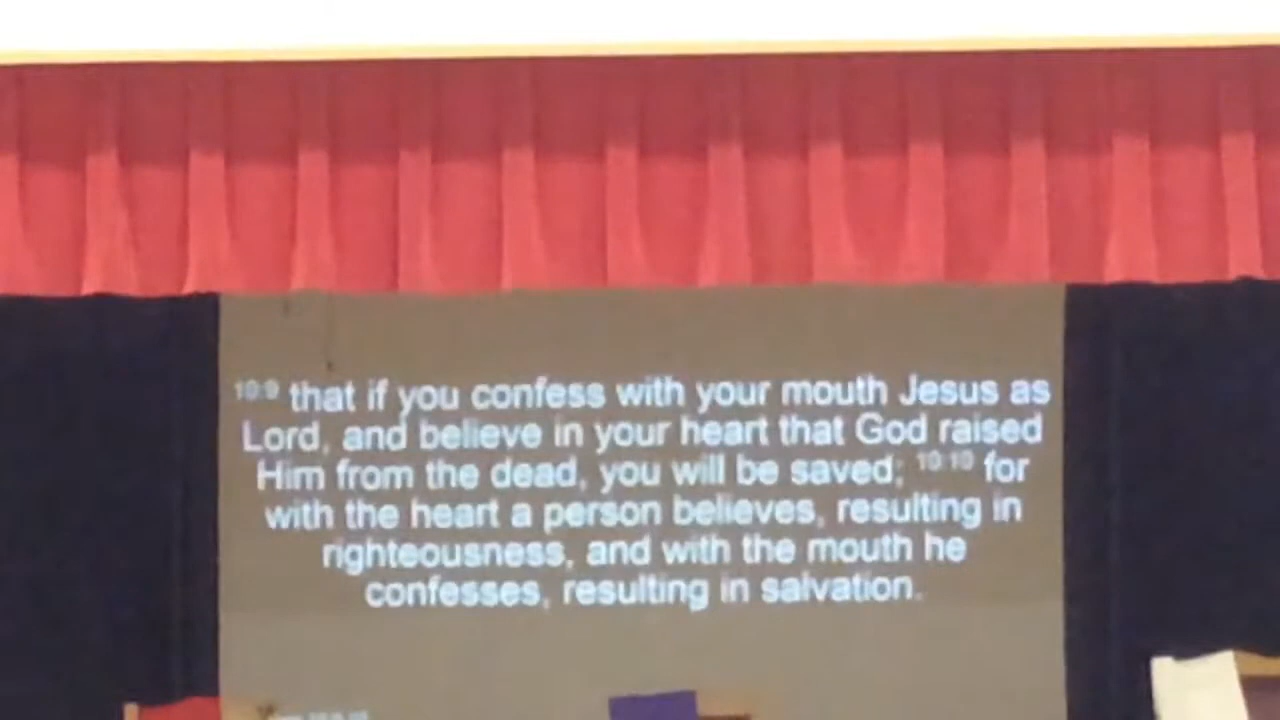 10:9 that if you confess with your mouth Jesus as
Lord, and believe in your heart that God raised
Him from the dead, you will be saved; 10:10 for
with the heart a person believes, resulting in
righteousness, and with the mouth he
confesses, resulting in salvation.